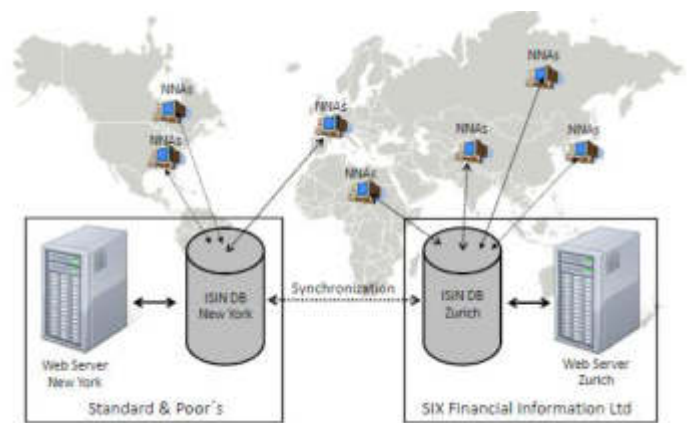 NNAs
NNAs
NNAs
NNAs
NNAs
NNAs
NNAs
ISIN DB
New York
Synchronization
ISIN DB
Zurich
Web Server
New York
Web Server
Zurich
Standard & Poor´s
SIX Financial Information Ltd